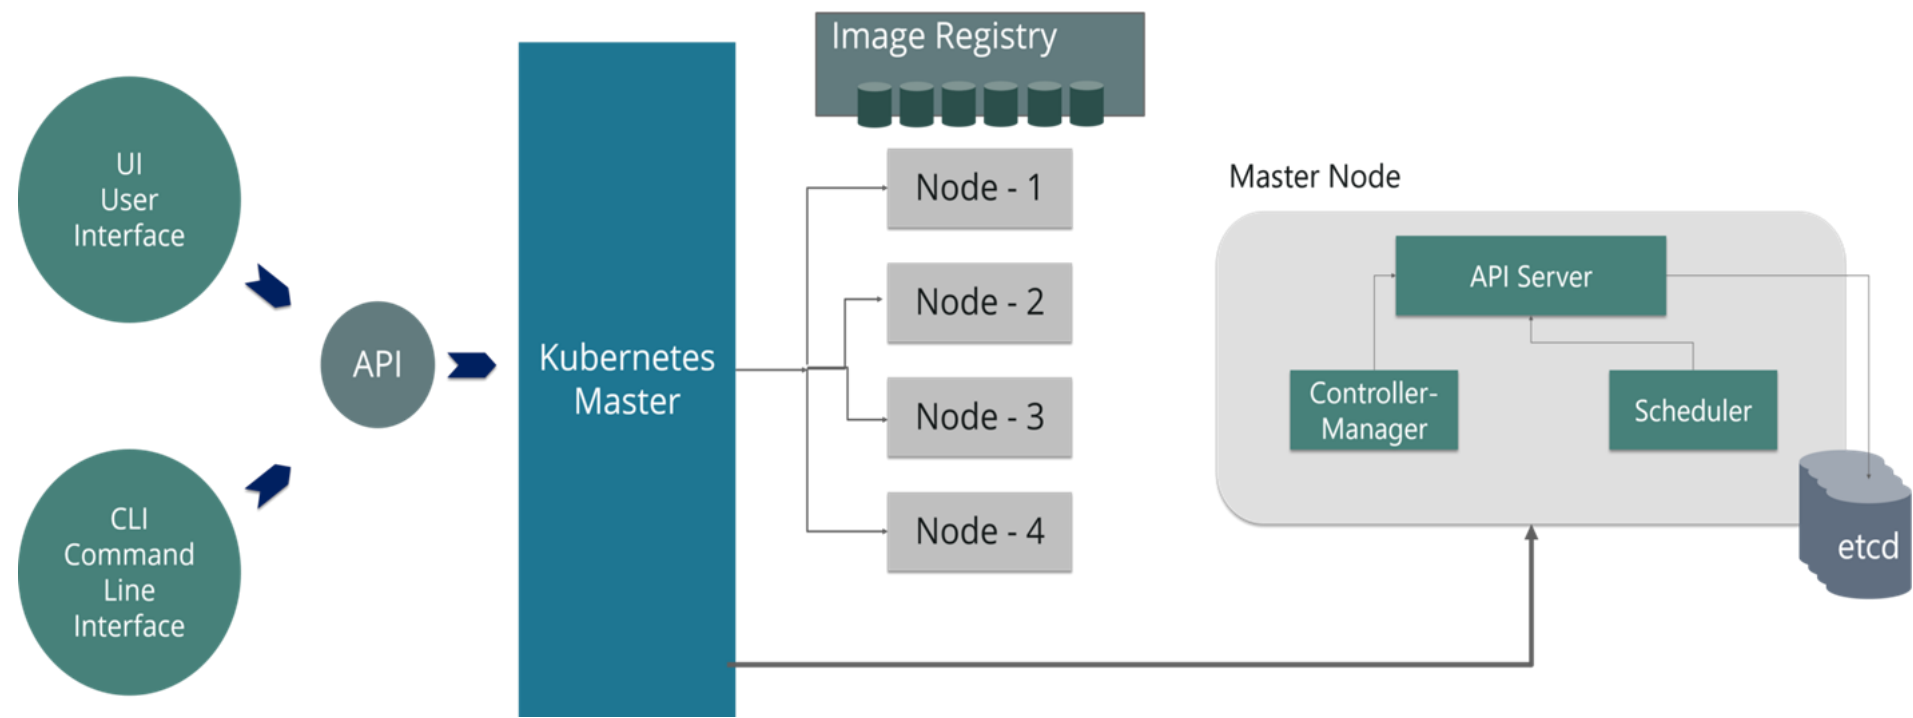 UI
User
Interface
CLI
Command
Line
Interface
API
Kubernetes
Master
Image Registry
Node - 1
Node - 2
Node - 3
Node - 4
Master Node
API Server
Controller-
Manager
Scheduler
etcd